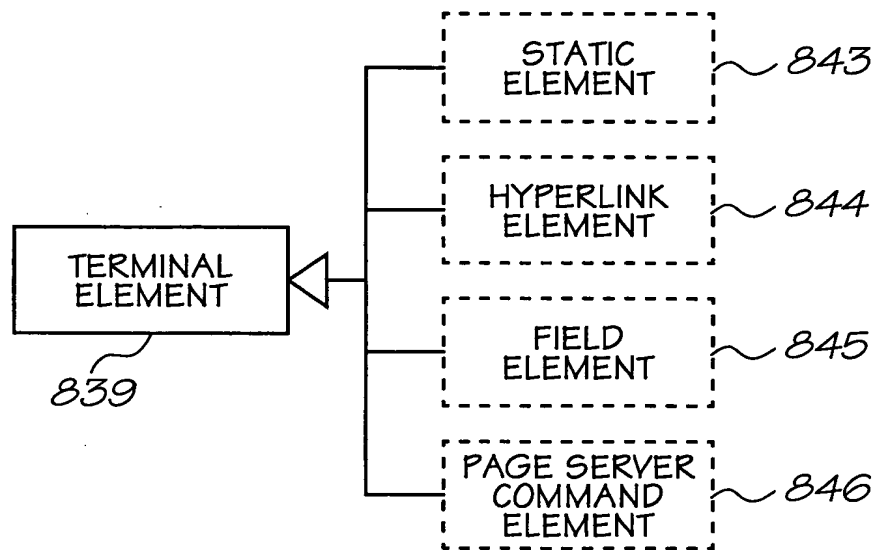 STATIC
ELEMENT
843
HYPERLINK
ELEMENT
844
TERMINAL
ELEMENT
839
FIELD
ELEMENT
845
PAGE SERVER
COMMAND
ELEMENT
846